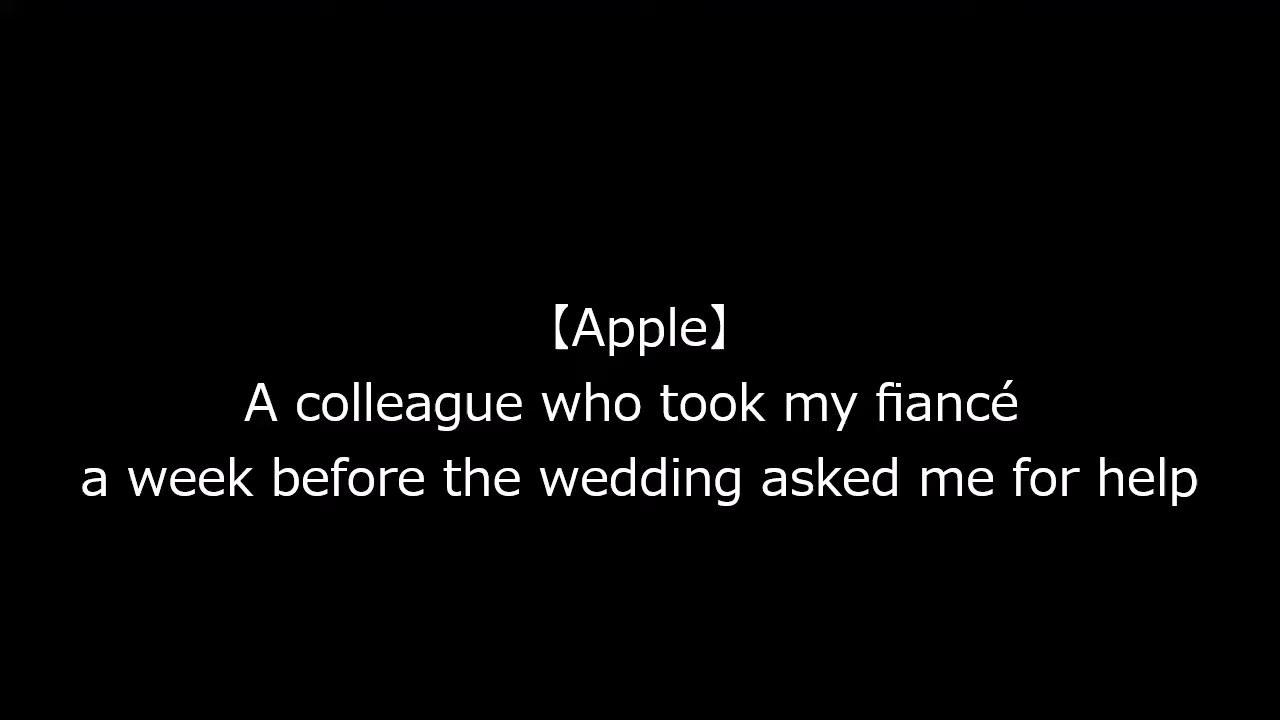 【Apple】
A colleague who took my fiancé
a week before the wedding asked me for help